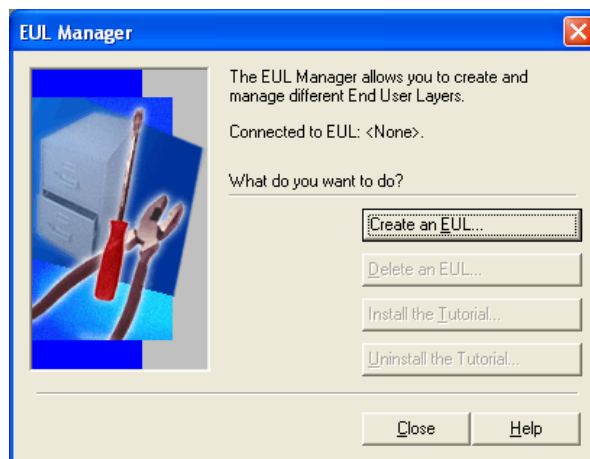 EUL Manager
The EUL Manager allows you to create and
manage different End User Layers.
Connected to EUL: <None>.
What do you want to do?
Create an EUL...
Delete an EUL...
Install the Tutorial...
Uninstall the Tutorial...
Close
Help